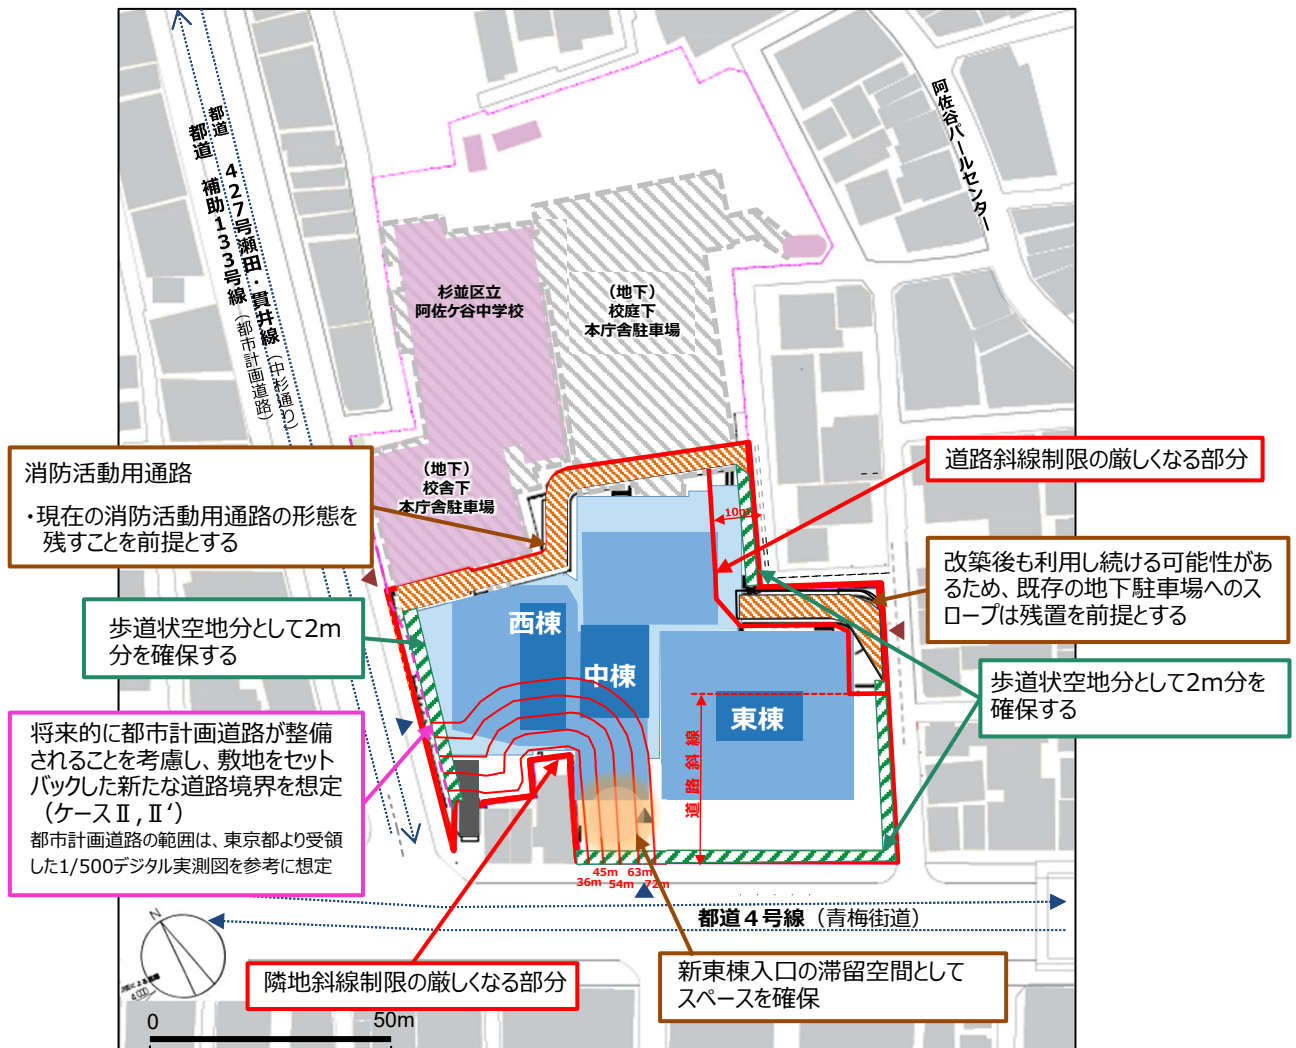 都道 427号瀬田・貫井線（中杉通り）
都道 補助133号線（都市計画道路）
阿佐谷パールセンター
杉並区立
阿佐ケ谷中学校
（地下）
校庭下
本庁舎駐車場
（地下）
校舎下
本庁舎駐車場
消防活動用通路
・現在の消防活動用通路の形態を
残すことを前提とする
道路斜線制限の厳しくなる部分
10m
改築後も利用し続ける可能性があ
るため、既存の地下駐車場へのス
ロープは残置を前提とする
歩道状空地分として2m
分を確保する
西棟
中棟
東棟
道路斜線
歩道状空地分として2m分を
確保する
将来的に都市計画道路が整備
されることを考慮し、敷地をセット
バックした新たな道路境界を想定
（ケースⅡ,Ⅱ‘）
都市計画道路の範囲は、東京都より受領
した1/500デジタル実測図を参考に想定
45m 63m
36m 54m 72m
都道４号線（青梅街道）
N
隣地斜線制限の厳しくなる部分
新東棟入口の滞留空間として
スペースを確保
0 50m